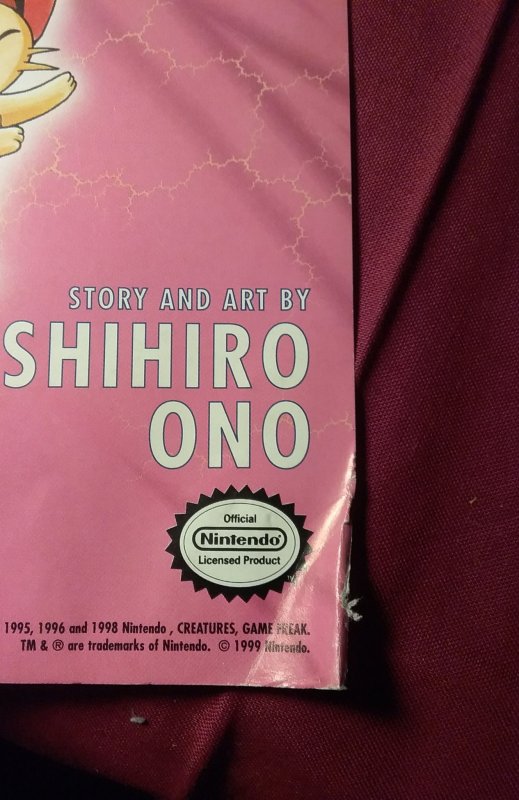 STORY AND ART BY
SHIHIRO
ONO
Official
Nintendo®
Licensed Product
1995, 1996 and 1998 Nintendo , CREATURES, GAME FREAK.
TM & ® are trademarks of Nintendo. © 1999 Nintendo.